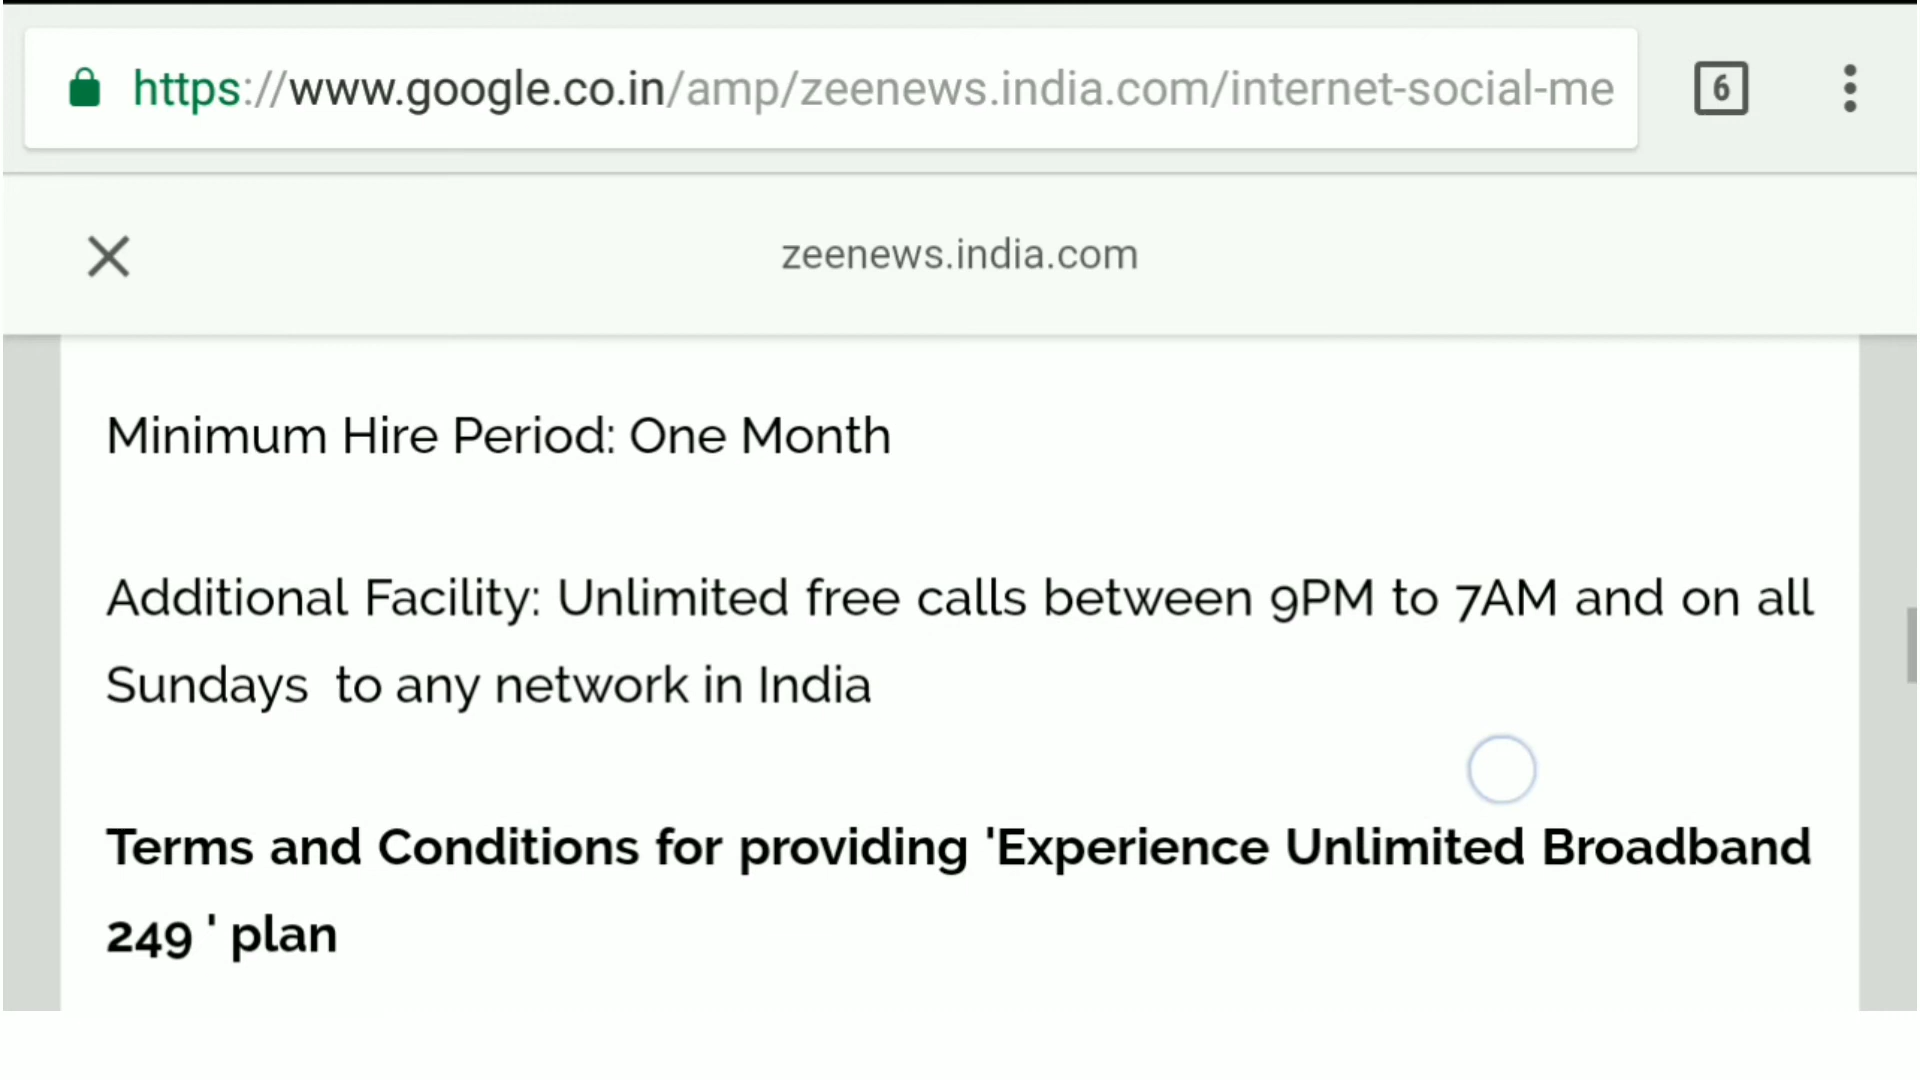 https://www.google.co.in/amp/zeenews.india.com/internet-social-me
6
zeenews.india.com
Minimum Hire Period: One Month
Additional Facility: Unlimited free calls between 9PM to 7AM and on all
Sundays to any network in India
Terms and Conditions for providing 'Experience Unlimited Broadband
249 ' plan